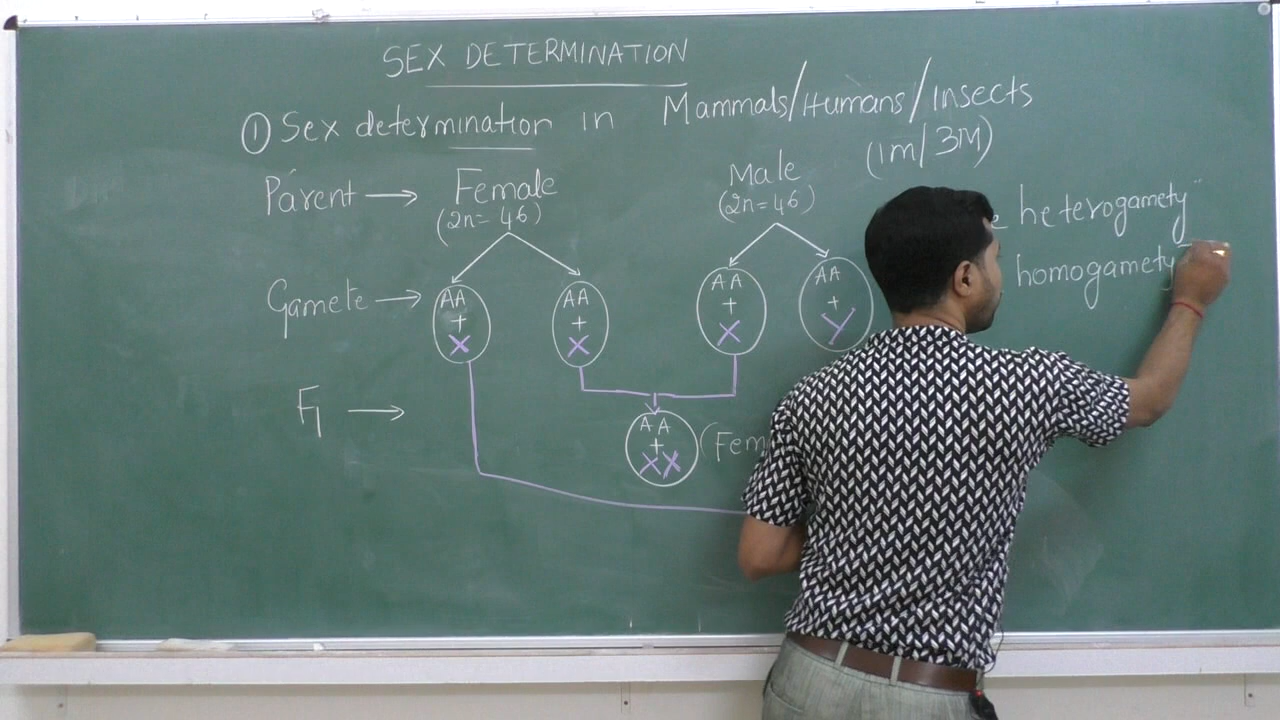 SEX DETERMINATION
① Sex determination in Mammals/Humans/Insects
(1m/3M)
Parent → Female Male
(2n=46) (2n=46)
heterogamety"
homogamety
Gamete → AA AA AA AA
+ + + +
X X X Y
F1 →
AA
+
XX